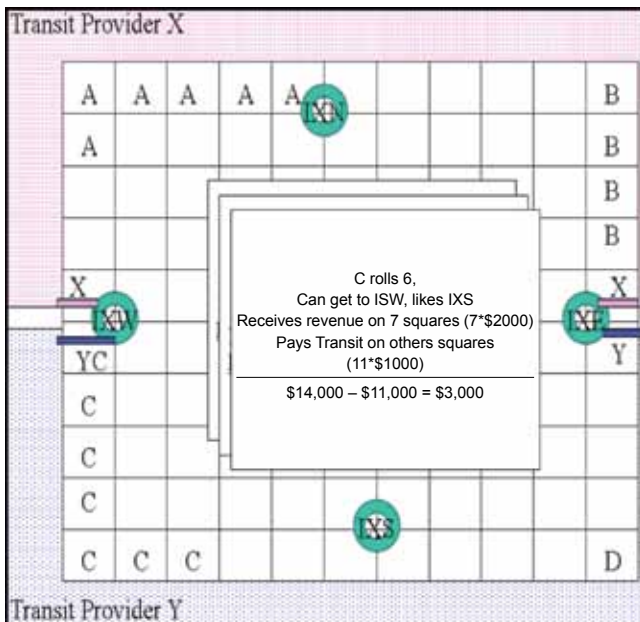 Transit Provider X
A A A A A IXN B
A B
B
B
X X
IXW IXE
YC Y
C rolls 6,
Can get to ISW, likes IXS
Receives revenue on 7 squares (7*$2000)
Pays Transit on others squares
(11*$1000)
$14,000 – $11,000 = $3,000
C
C
C
IXS
C C C D
Transit Provider Y